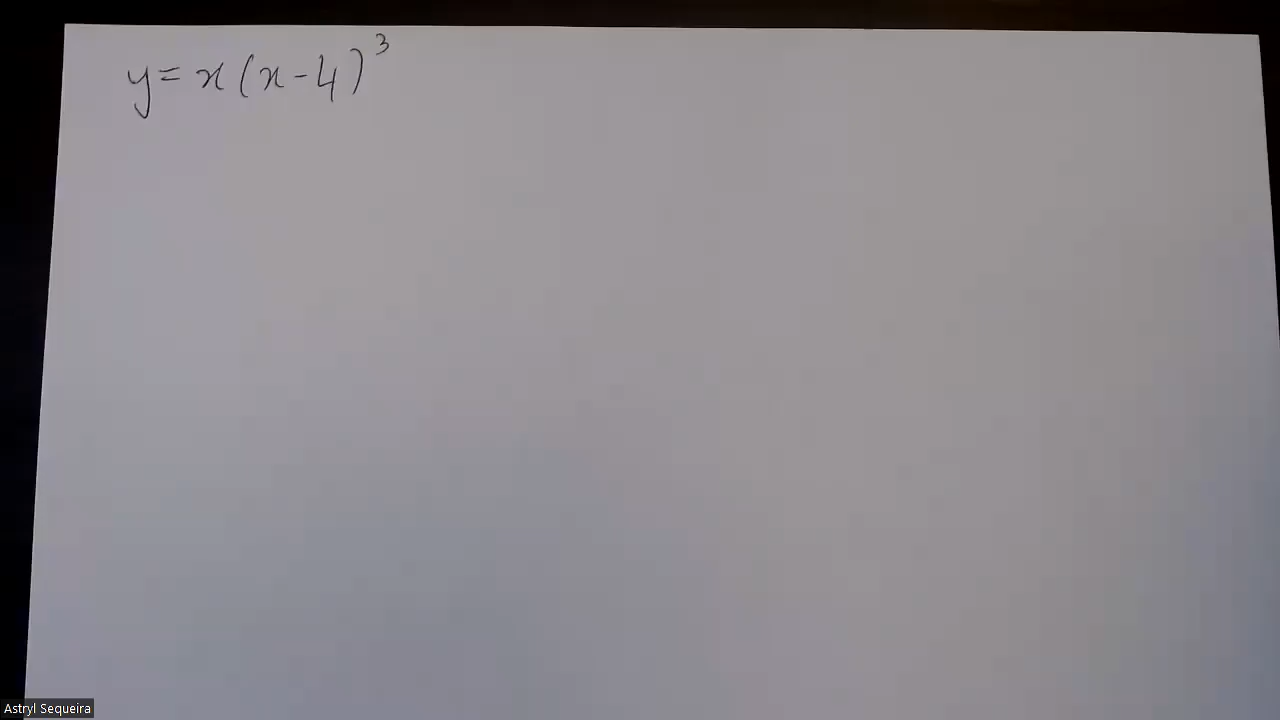 y = x (x - 4)³
Astryl Sequeira